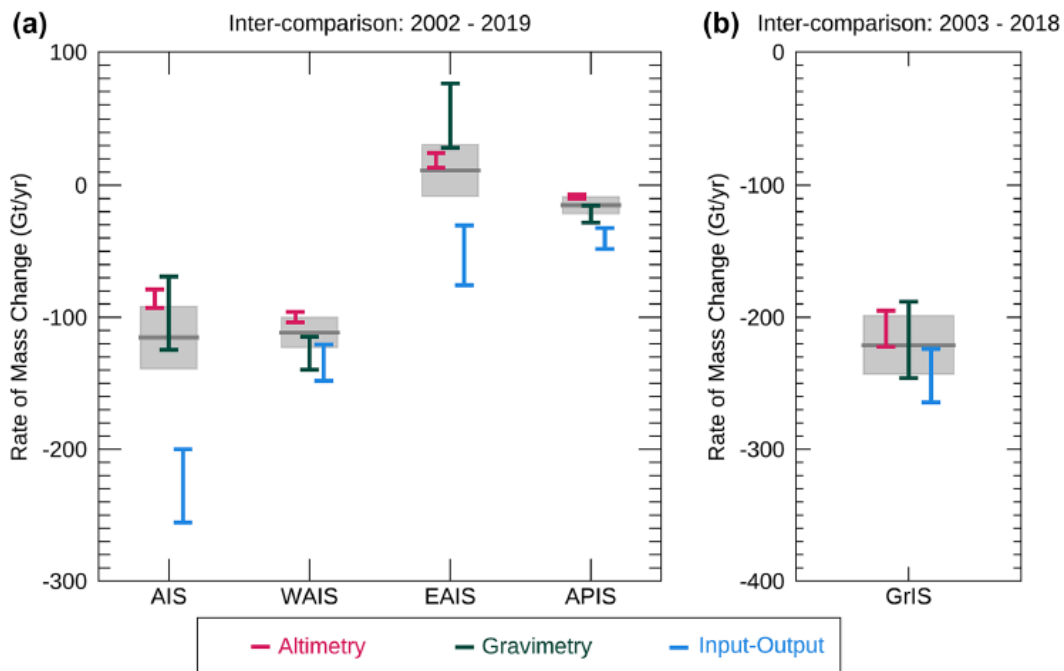 (a) Inter-comparison: 2002 - 2019
Rate of Mass Change (Gt/yr)
100
0
-100
-200
-300
AIS WAIS EAIS APIS
(b) Inter-comparison: 2003 - 2018
Rate of Mass Change (Gt/yr)
0
-100
-200
-300
-400
GrIS
Altimetry Gravimetry Input-Output